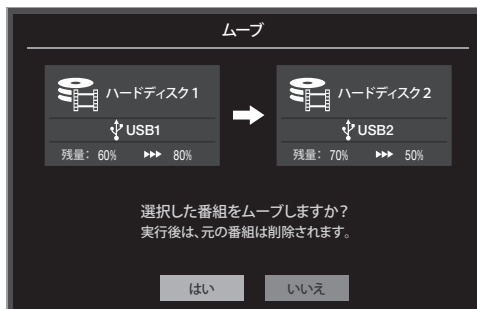 ムーブ
ハードディスク1
USB1
残量: 60% ▸▸▸ 80%
ハードディスク2
USB2
残量: 70% ▸▸▸ 50%
選択した番組をムーブしますか?
実行後は、元の番組は削除されます。
はい
いいえ